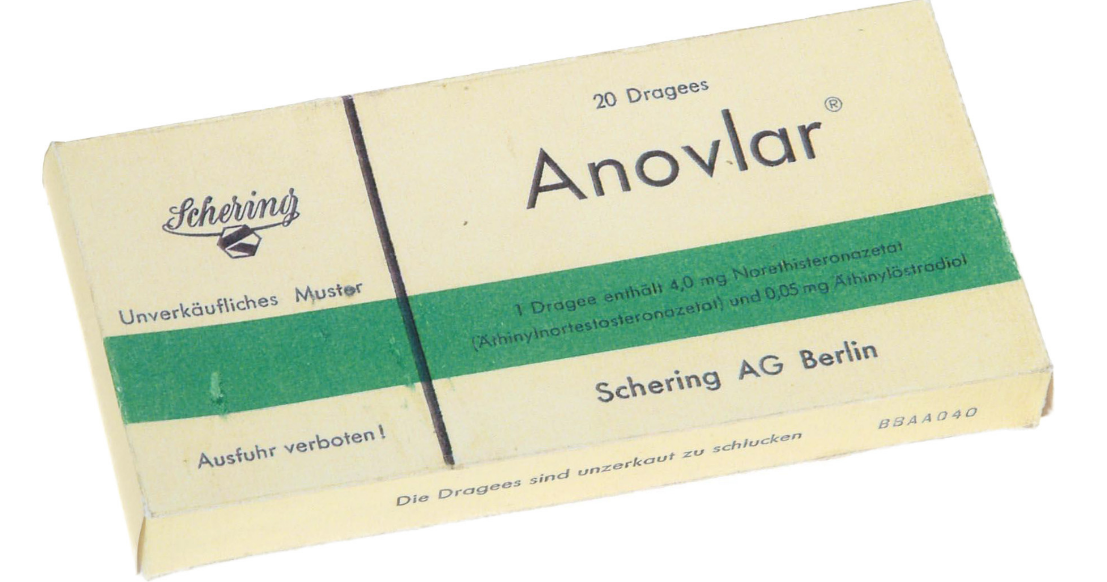 Schering
Unverkäufliches Muster
Ausfuhr verboten!
20 Dragees
Anovlar®
1 Dragee enthält 4,0 mg Norethisteronazetat
(Äthinylnortestosteronazetat) und 0,05 mg Äthinylöstradiol
Schering AG Berlin
Die Dragees sind unzerkaut zu schlucken
BBAA040